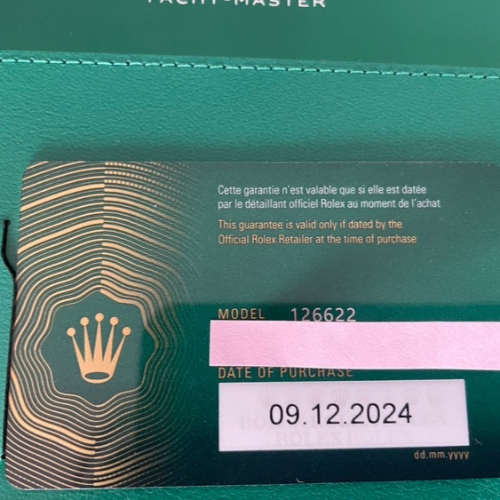 YACHT-MASTER
Cette garantie n'est valable que si elle est datée
par le détaillant officiel Rolex au moment de l'achat
This guarantee is valid only if dated by the
Official Rolex Retailer at the time of purchase
MODEL 126622
DATE OF PURCHASE
09.12.2024
ROLEX ROLEX
dd.mm.yyyy